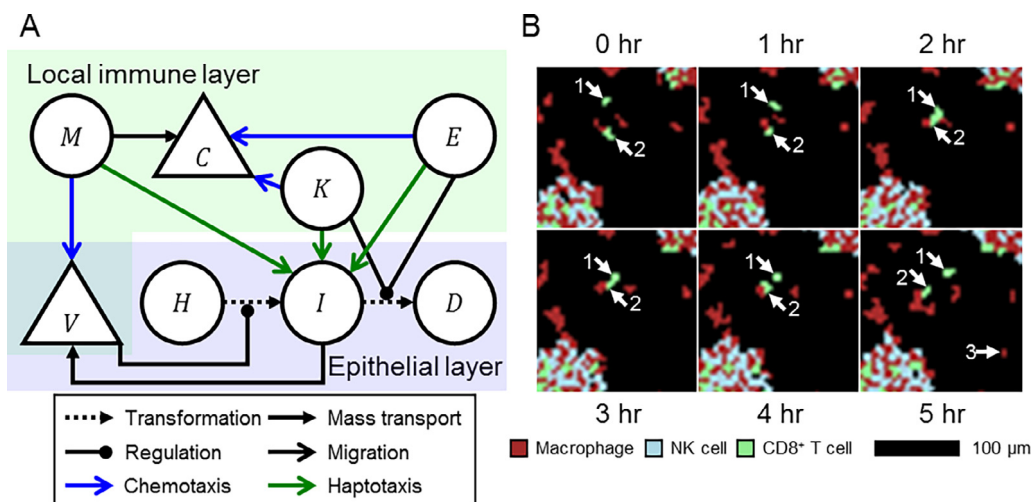 A
Local immune layer
M
C
E
K
V
H
I
D
Epithelial layer
Transformation
Mass transport
Regulation
Migration
Chemotaxis
Haptotaxis
B
0 hr
1 hr
2 hr
1
2
1
2
1
2
1
2
1
2
1
2
3
3 hr
4 hr
5 hr
Macrophage
NK cell
CD8⁺ T cell
100 μm